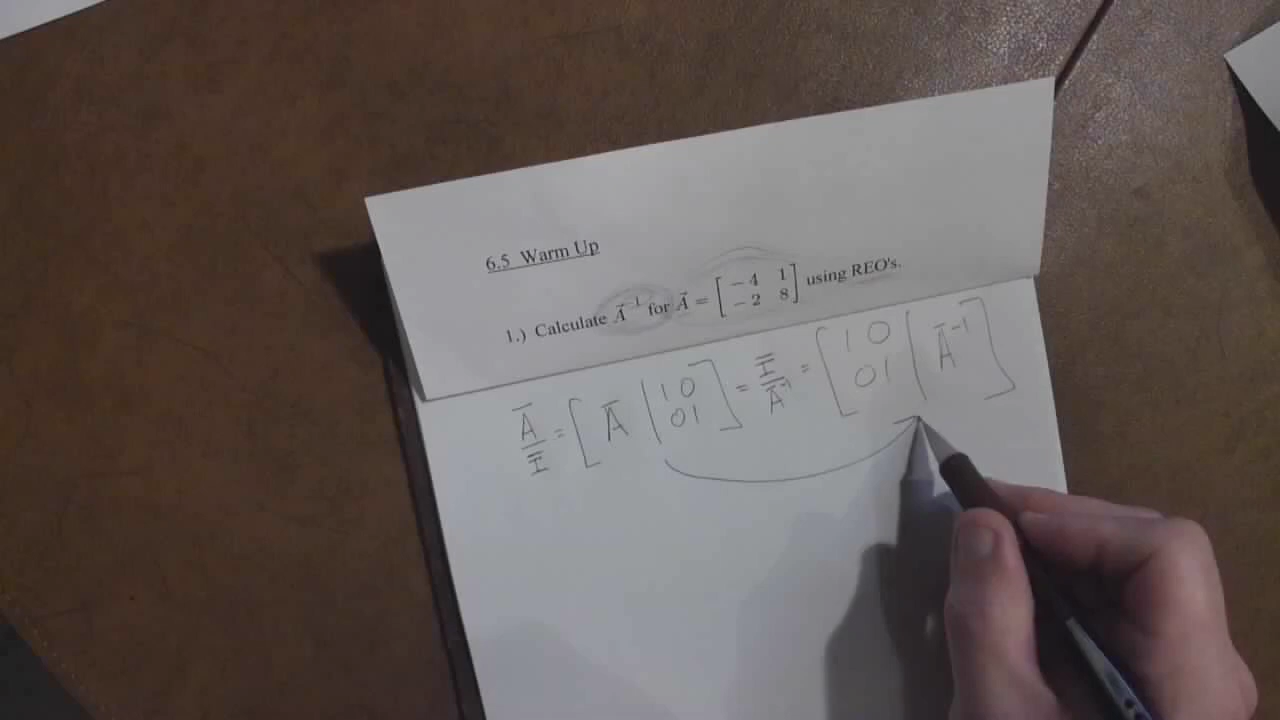 6.5 Warm Up
1.) Calculate A⃗⁻¹ for A⃗ = [−4 1; −2 8] using REO's.
A̅/I̿ = [A̅ | 1 0; 0 1] = I̿/A̅⁻¹ = [1 0; 0 1 | A̅⁻¹]